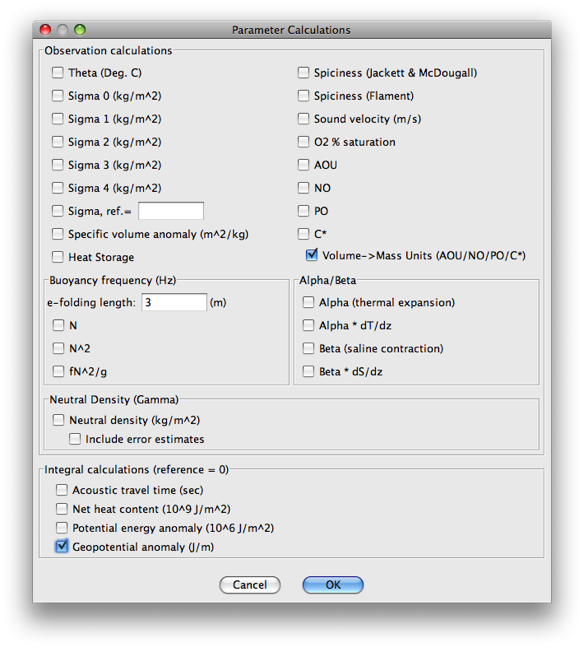 Parameter Calculations
Observation calculations
Theta (Deg. C)
Sigma 0 (kg/m^2)
Sigma 1 (kg/m^2)
Sigma 2 (kg/m^2)
Sigma 3 (kg/m^2)
Sigma 4 (kg/m^2)
Sigma, ref.=
Specific volume anomaly (m^2/kg)
Heat Storage
Spiciness (Jackett & McDougall)
Spiciness (Flament)
Sound velocity (m/s)
O2 % saturation
AOU
NO
PO
C*
Volume->Mass Units (AOU/NO/PO/C*)
Buoyancy frequency (Hz)
e-folding length: 3 (m)
N
N^2
fN^2/g
Alpha/Beta
Alpha (thermal expansion)
Alpha * dT/dz
Beta (saline contraction)
Beta * dS/dz
Neutral Density (Gamma)
Neutral density (kg/m^2)
Include error estimates
Integral calculations (reference = 0)
Acoustic travel time (sec)
Net heat content (10^9 J/m^2)
Potential energy anomaly (10^6 J/m^2)
Geopotential anomaly (J/m)
Cancel
OK